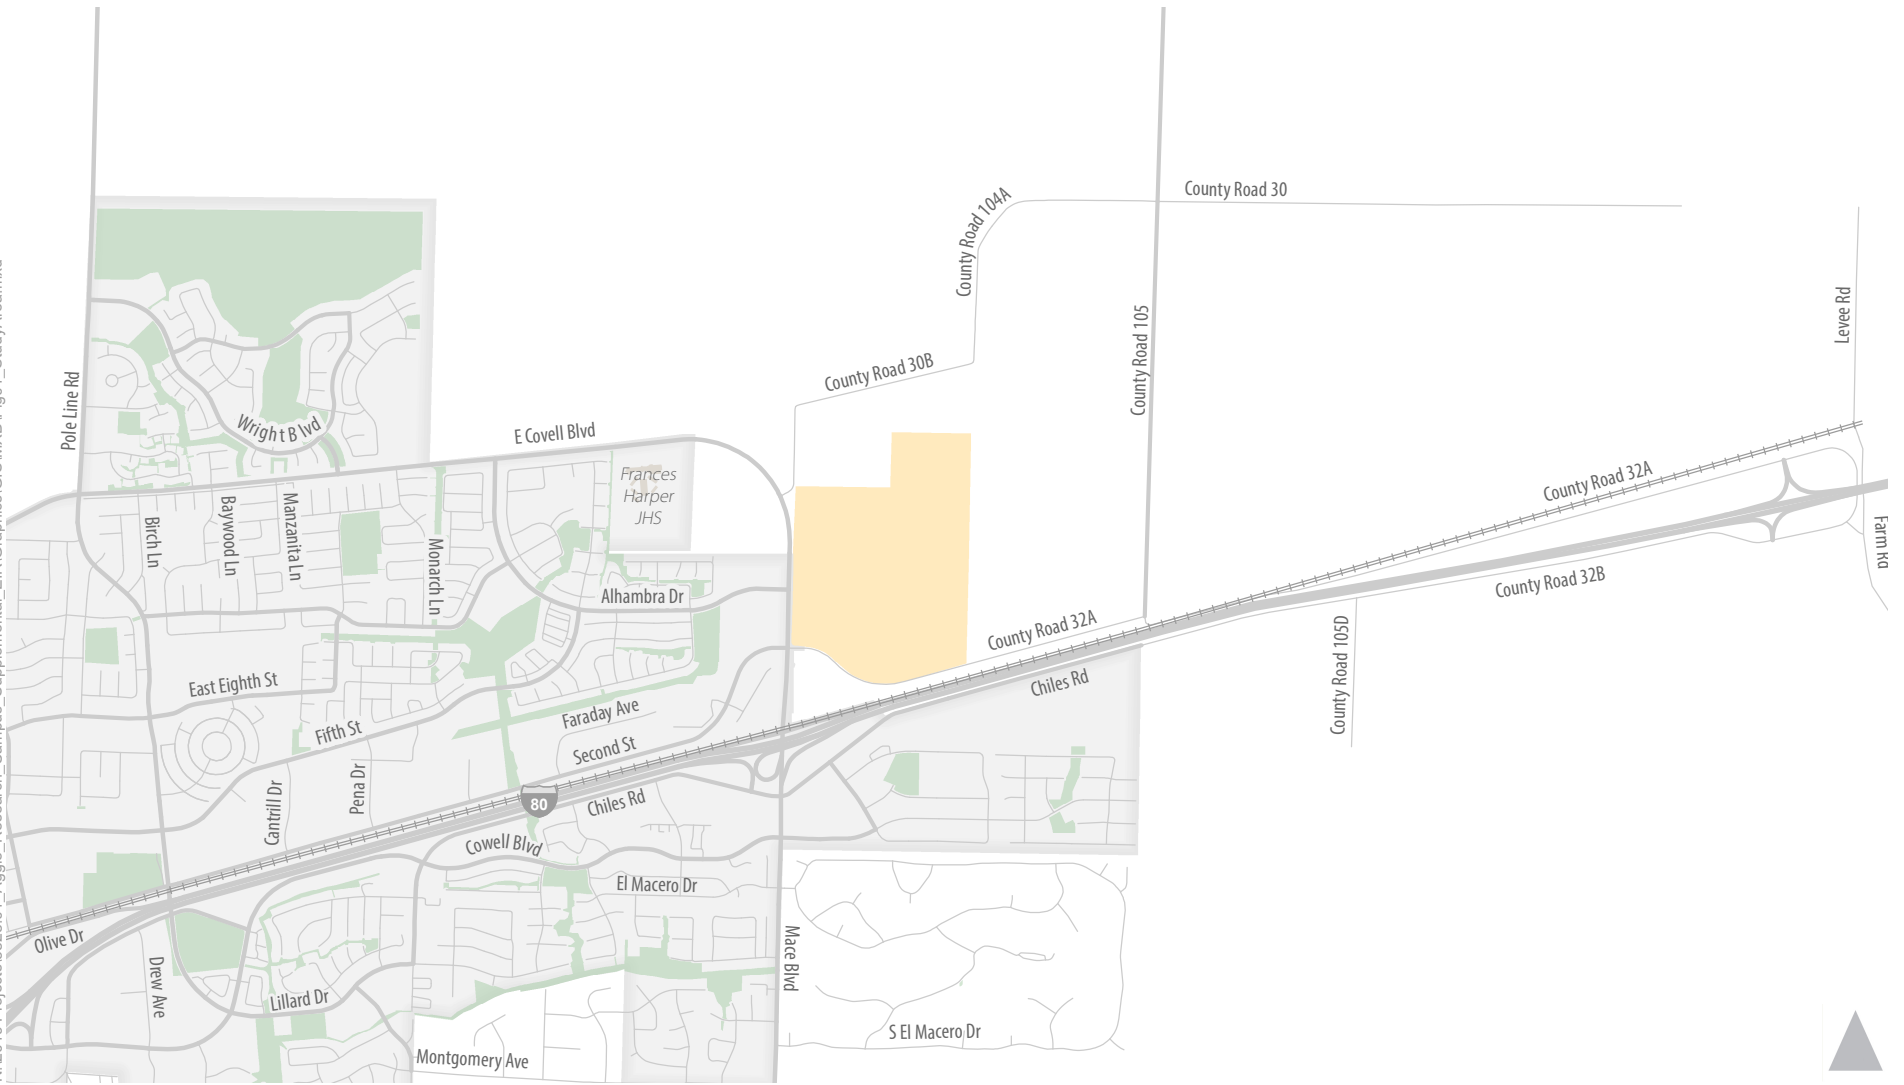 County Road 30
County Road 104A
Levee Rd
County Road 105
County Road 30B
Pole Line Rd
Wright Blvd
E Covell Blvd
Frances
Harper
JHS
County Road 32A
Birch Ln
Baywood Ln
Manzanita Ln
Monarch Ln
Farm Rd
County Road 32B
Alhambra Dr
County Road 32A
County Road 105D
East Eighth St
Chiles Rd
Fifth St
Faraday Ave
Second St
Cantrill Dr
Pena Dr
80
Chiles Rd
Cowell Blvd
El Macero Dr
Olive Dr
Drew Ave
Mace Blvd
Lillard Dr
S El Macero Dr
Montgomery Ave